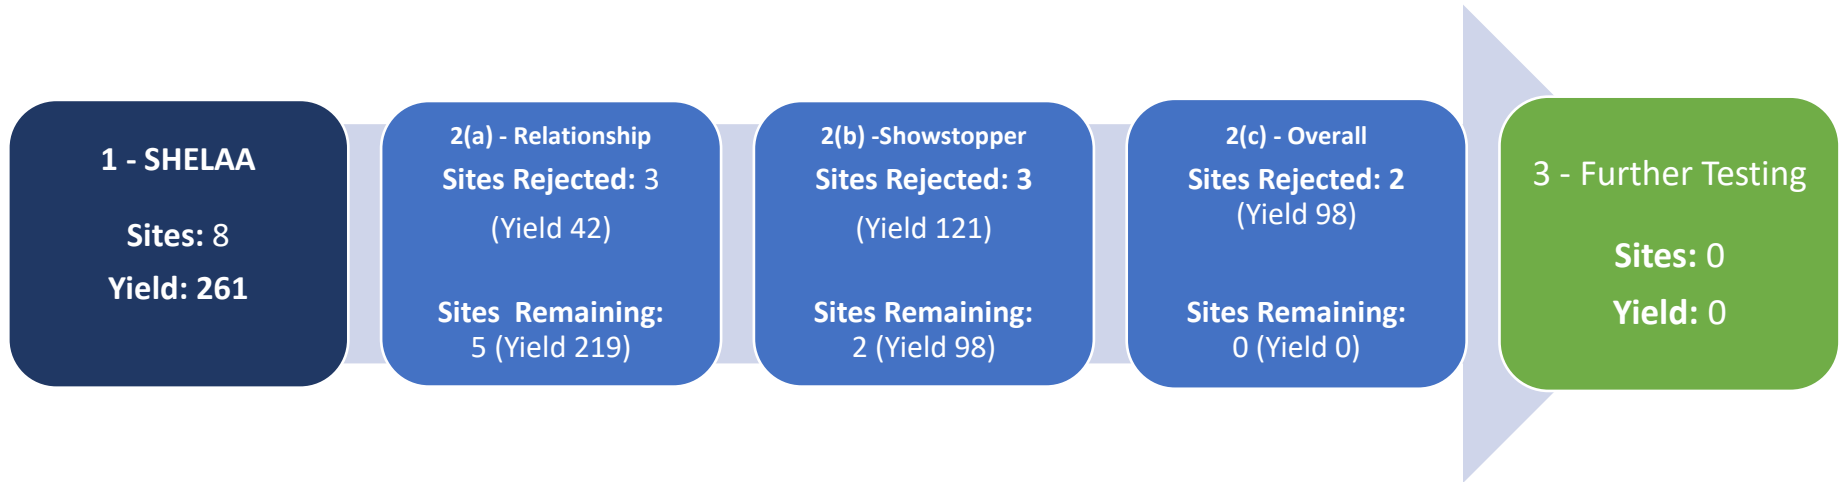 1 - SHELAA
Sites: 8
Yield: 261
2(a) - Relationship
Sites Rejected: 3
(Yield 42)
Sites Remaining:
5 (Yield 219)
2(b) -Showstopper
Sites Rejected: 3
(Yield 121)
Sites Remaining:
2 (Yield 98)
2(c) - Overall
Sites Rejected: 2
(Yield 98)
Sites Remaining:
0 (Yield 0)
3 - Further Testing
Sites: 0
Yield: 0